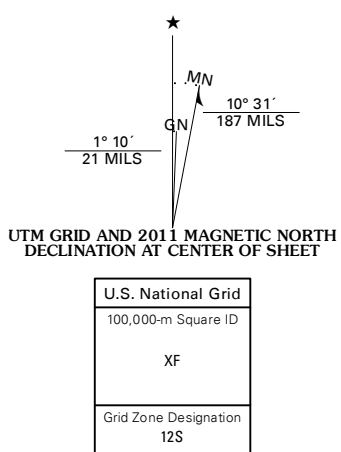 ★
MN
GN
10° 31´
187 MILS
1° 10´
21 MILS
UTM GRID AND 2011 MAGNETIC NORTH
DECLINATION AT CENTER OF SHEET
U.S. National Grid
100,000-m Square ID
XF
Grid Zone Designation
12S